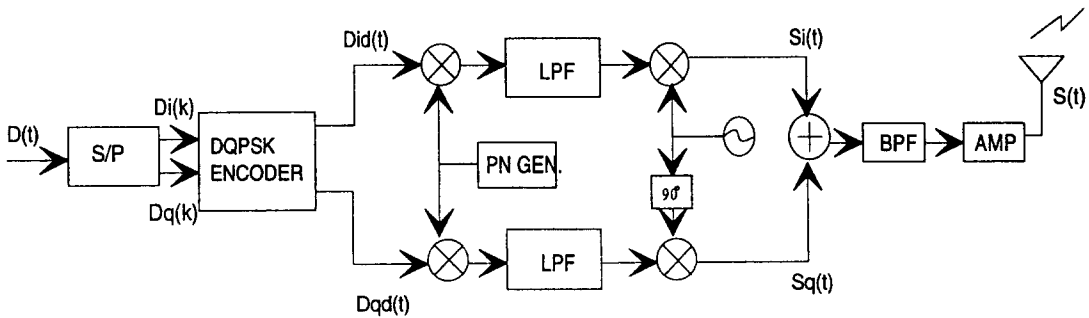 D(t)
S/P
Di(k)
Dq(k)
DQPSK
ENCODER
Did(t)
Dqd(t)
PN GEN.
LPF
LPF
90°
Si(t)
Sq(t)
BPF
AMP
S(t)